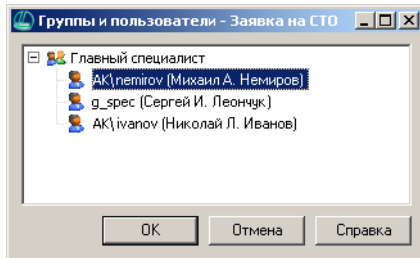 Группы и пользователи - Заявка на СТО
Главный специалист
AK\nemirov (Михаил А. Немиров)
g_spec (Сергей И. Леончук)
AK\ivanov (Николай Л. Иванов)
OK Отмена Справка